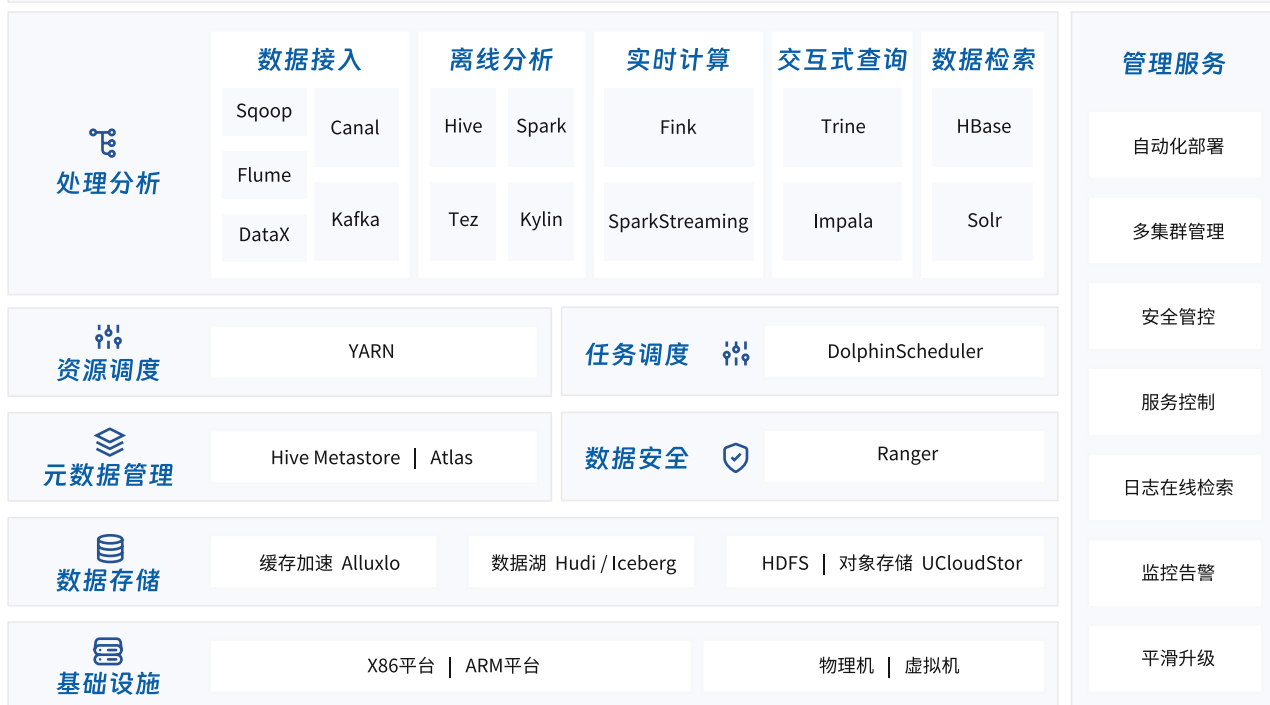 处理分析
数据接入
Sqoop
Flume
DataX
Canal
Kafka
离线分析
Hive
Spark
Tez
Kylin
实时计算
Fink
SparkStreaming
交互式查询
Trine
Impala
数据检索
HBase
Solr
资源调度
YARN
任务调度
DolphinScheduler
元数据管理
Hive Metastore | Atlas
数据安全
Ranger
数据存储
缓存加速 Alluxlo
数据湖 Hudi / Iceberg
HDFS | 对象存储 UCloudStor
基础设施
X86平台 | ARM平台
物理机 | 虚拟机
管理服务
自动化部署
多集群管理
安全管控
服务控制
日志在线检索
监控告警
平滑升级